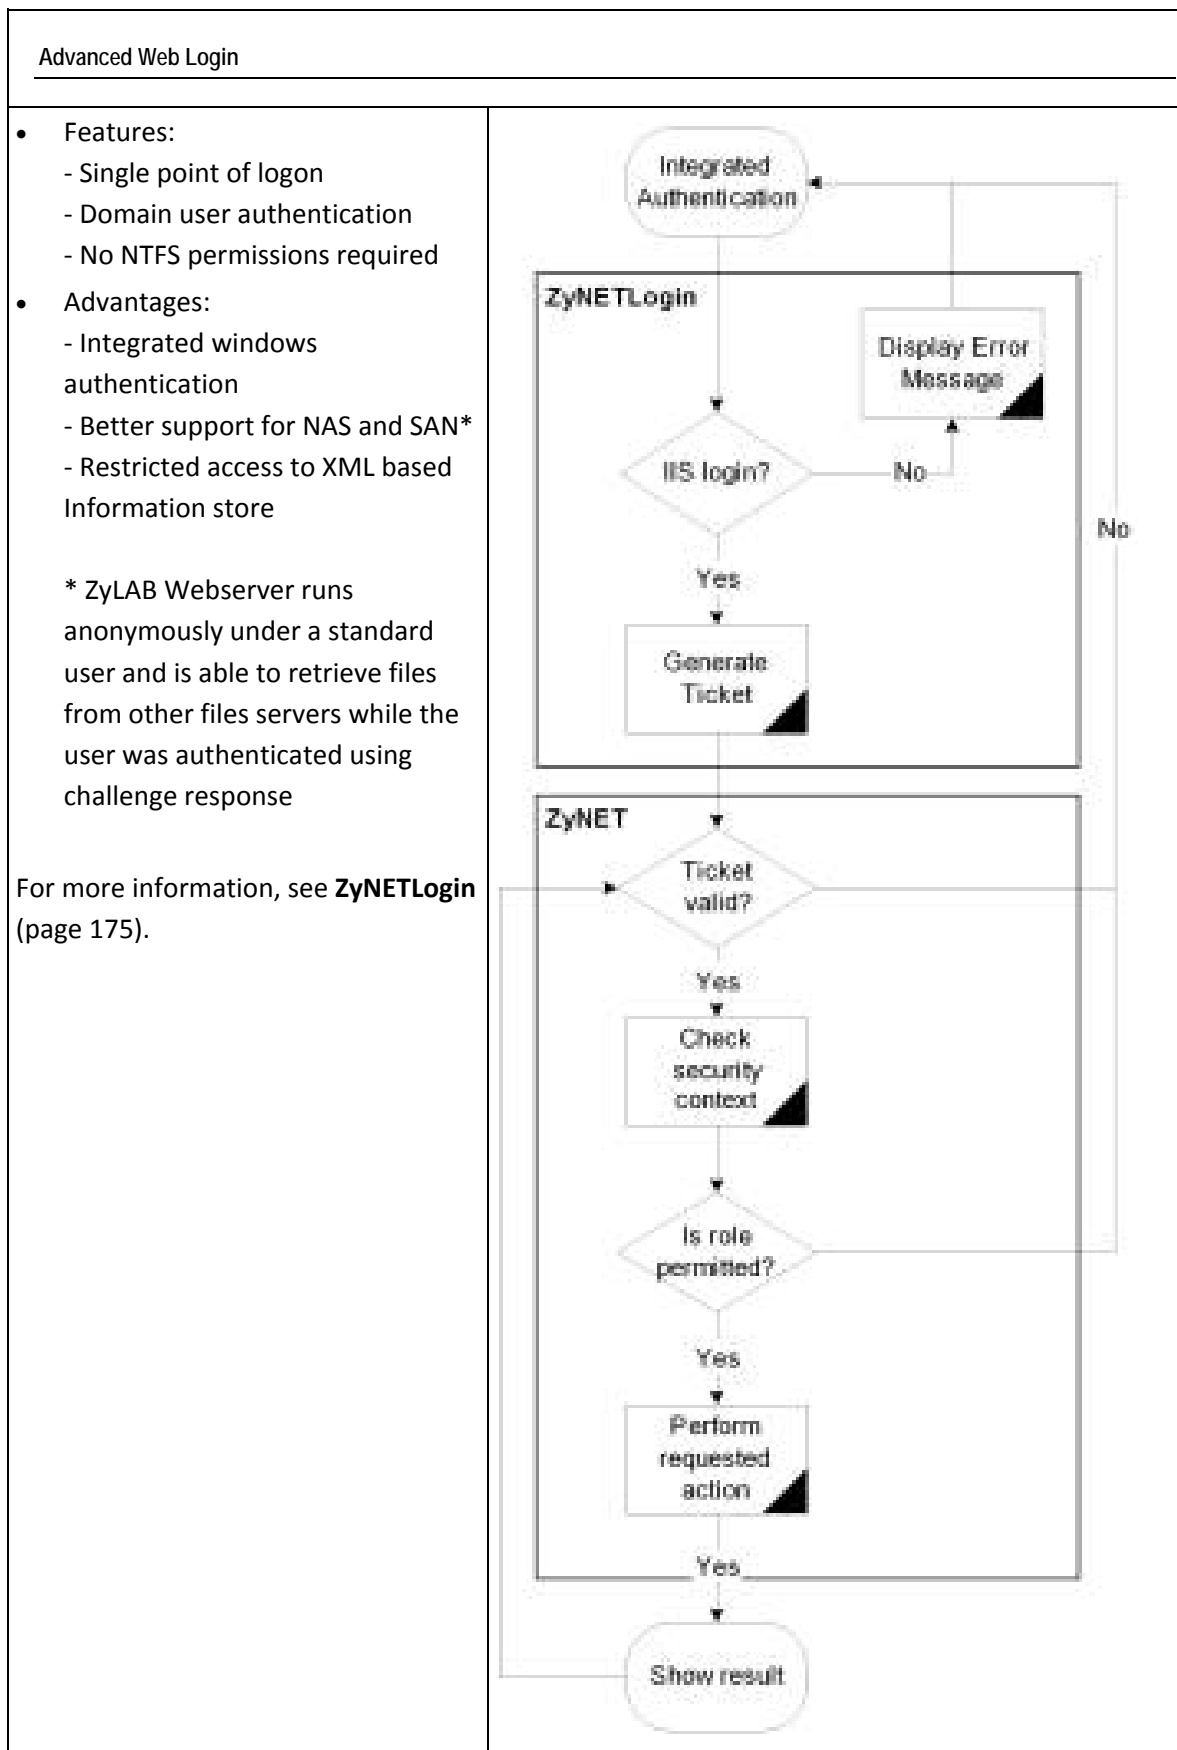 Advanced Web Login
• Features:
- Single point of logon
- Domain user authentication
- No NTFS permissions required
• Advantages:
- Integrated windows
authentication
- Better support for NAS and SAN*
- Restricted access to XML based
Information store
* ZyLAB Webserver runs
anonymously under a standard
user and is able to retrieve files
from other files servers while the
user was authenticated using
challenge response
For more information, see ZyNETLogin
(page 175).
Integrated
Authentication
ZyNETLogin
Display Error
Message
IIS login?
No
No
Yes
Generate
Ticket
ZyNET
Ticket
valid?
Yes
Check
security
context
Is role
permitted?
Yes
Perform
requested
action
Yes
Show result